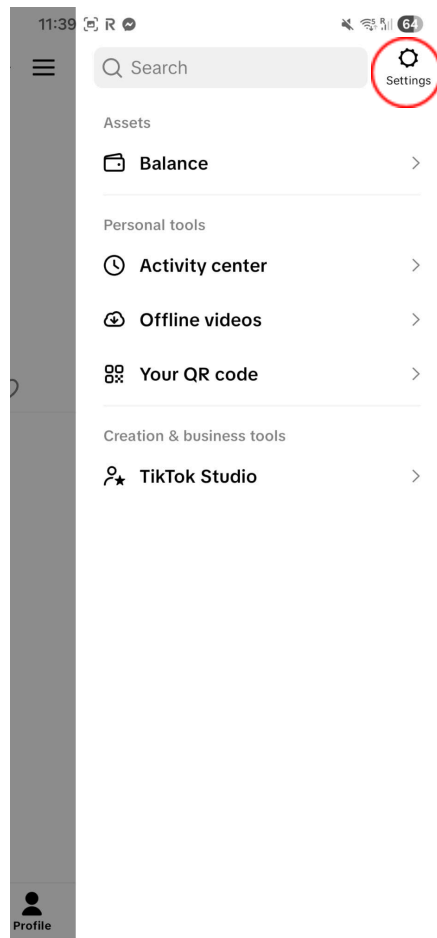 11:39 R 64
Search
Settings
Assets
Balance
Personal tools
Activity center
Offline videos
Your QR code
Creation & business tools
TikTok Studio
Profile